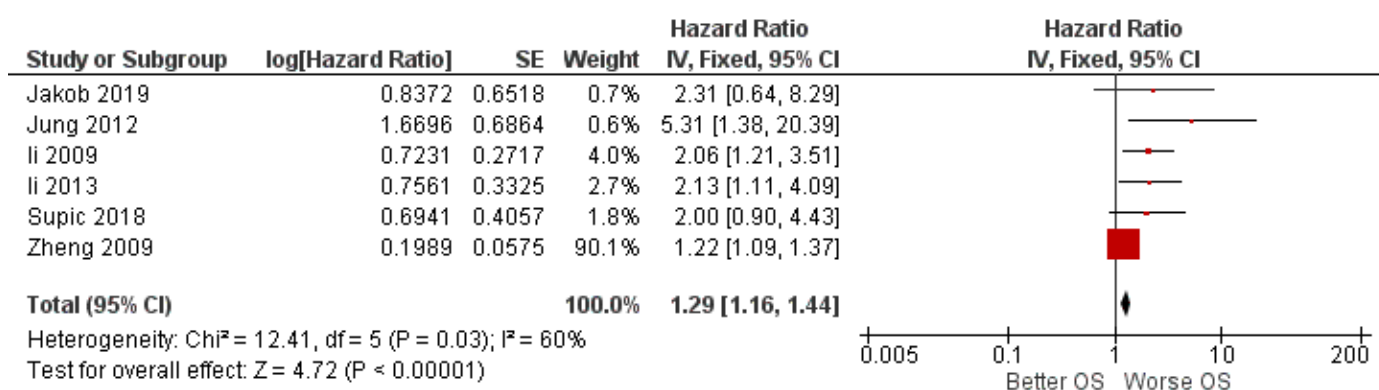 Hazard Ratio Hazard Ratio
Study or Subgroup log[Hazard Ratio] SE Weight IV, Fixed, 95% CI IV, Fixed, 95% CI
Jakob 2019 0.8372 0.6518 0.7% 2.31 [0.64, 8.29]
Jung 2012 1.6696 0.6864 0.6% 5.31 [1.38, 20.39]
li 2009 0.7231 0.2717 4.0% 2.06 [1.21, 3.51]
li 2013 0.7561 0.3325 2.7% 2.13 [1.11, 4.09]
Supic 2018 0.6941 0.4057 1.8% 2.00 [0.90, 4.43]
Zheng 2009 0.1989 0.0575 90.1% 1.22 [1.09, 1.37]
Total (95% CI) 100.0% 1.29 [1.16, 1.44]
Heterogeneity: Chi² = 12.41, df = 5 (P = 0.03); I² = 60%
Test for overall effect: Z = 4.72 (P < 0.00001)
0.005 0.1 1 10 200
Better OS Worse OS